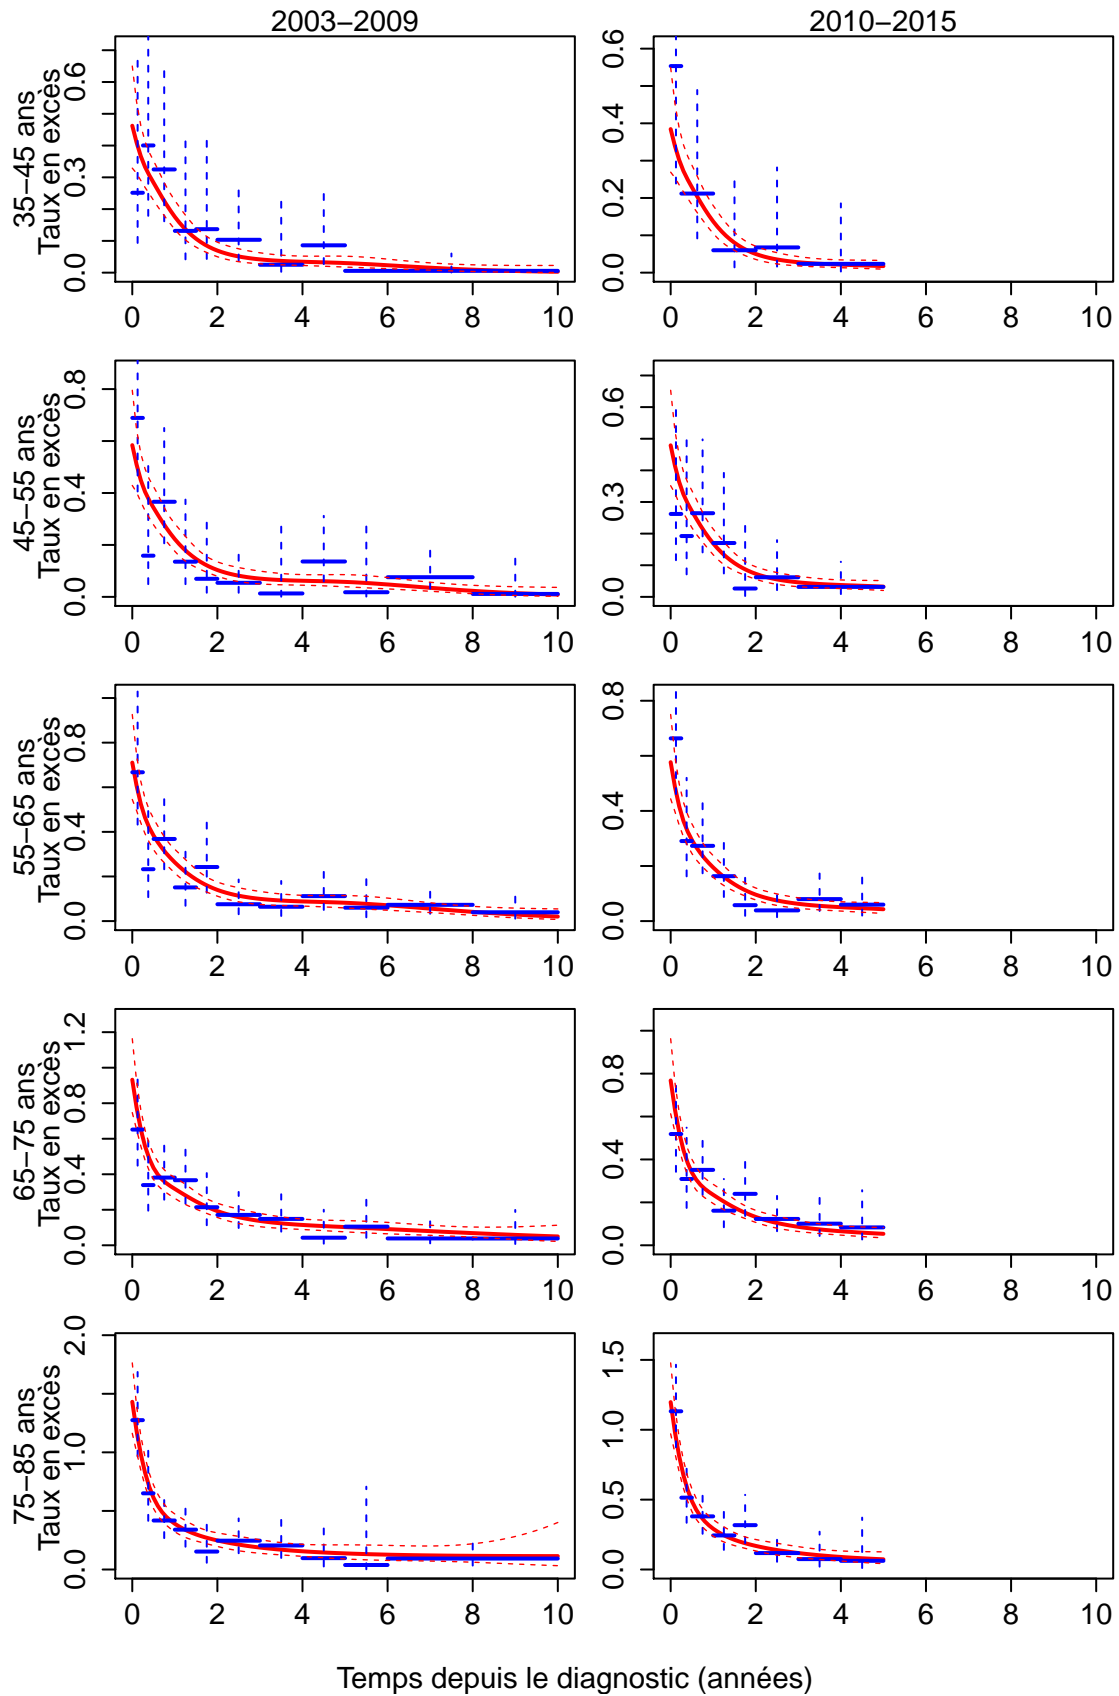 2003–2009 2010–2015
35–45 ans
Taux en excès
0.0 0.3 0.6
0.0 0.2 0.4 0.6
0 2 4 6 8 10
0 2 4 6 8 10
45–55 ans
Taux en excès
0.0 0.4 0.8
0.0 0.3 0.6
0 2 4 6 8 10
0 2 4 6 8 10
55–65 ans
Taux en excès
0.0 0.4 0.8
0.0 0.4 0.8
0 2 4 6 8 10
0 2 4 6 8 10
65–75 ans
Taux en excès
0.0 0.4 0.8 1.2
0.0 0.4 0.8
0 2 4 6 8 10
0 2 4 6 8 10
75–85 ans
Taux en excès
0.0 1.0 2.0
0.0 0.5 1.0 1.5
0 2 4 6 8 10
0 2 4 6 8 10
Temps depuis le diagnostic (années)